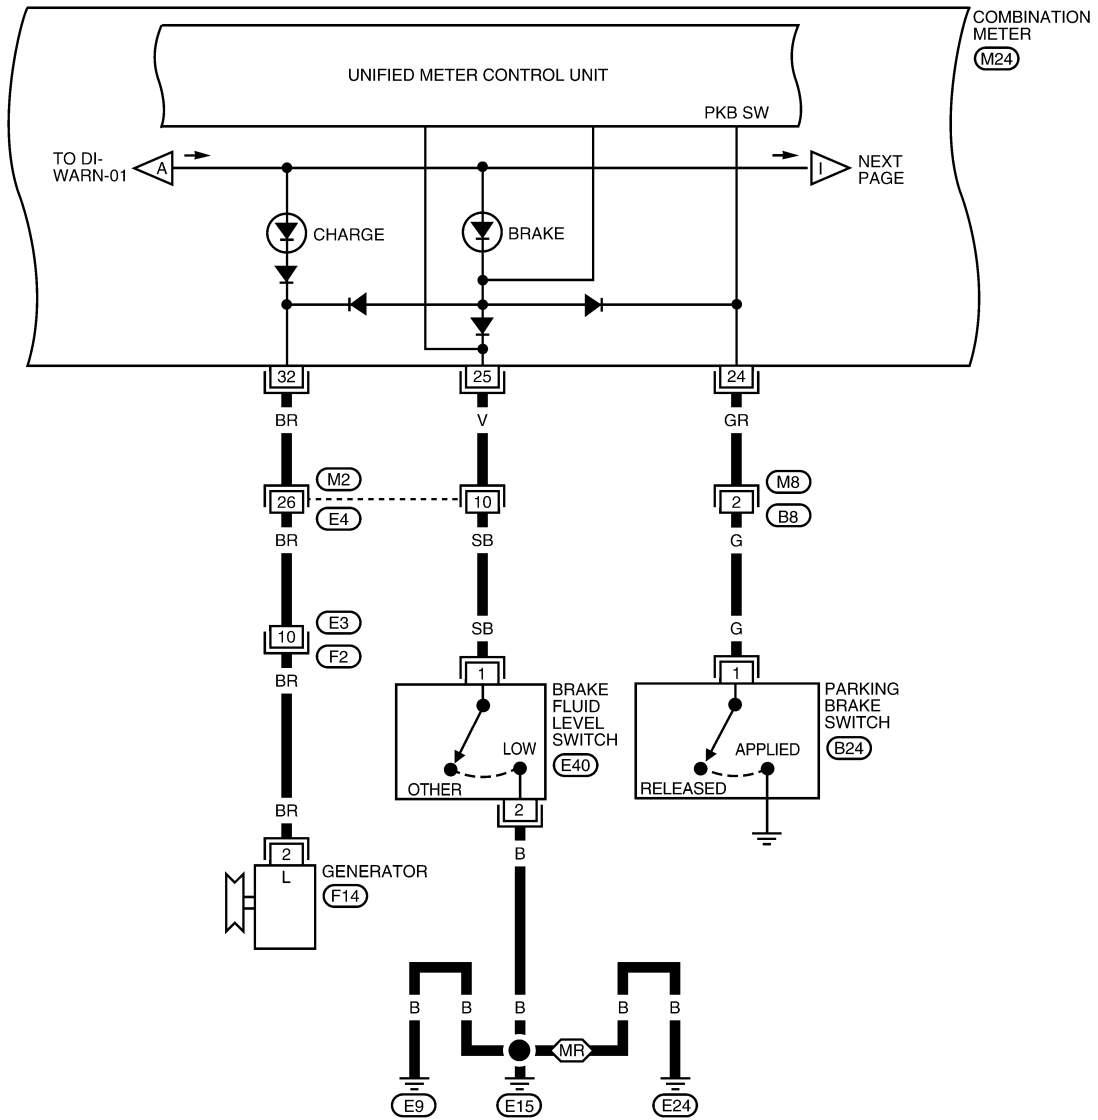 COMBINATION
METER
M24
UNIFIED METER CONTROL UNIT
PKB SW
TO DI-
WARN-01
A
I
NEXT
PAGE
CHARGE
BRAKE
32
25
24
BR
V
GR
M2
M8
26
10
2
E4
B8
BR
SB
G
E3
10
F2
SB
G
BR
1
1
BRAKE
FLUID
LEVEL
SWITCH
E40
LOW
OTHER
PARKING
BRAKE
SWITCH
B24
APPLIED
RELEASED
BR
2
2
B
L
GENERATOR
F14
B
B
B
B
B
MR
E9
E15
E24